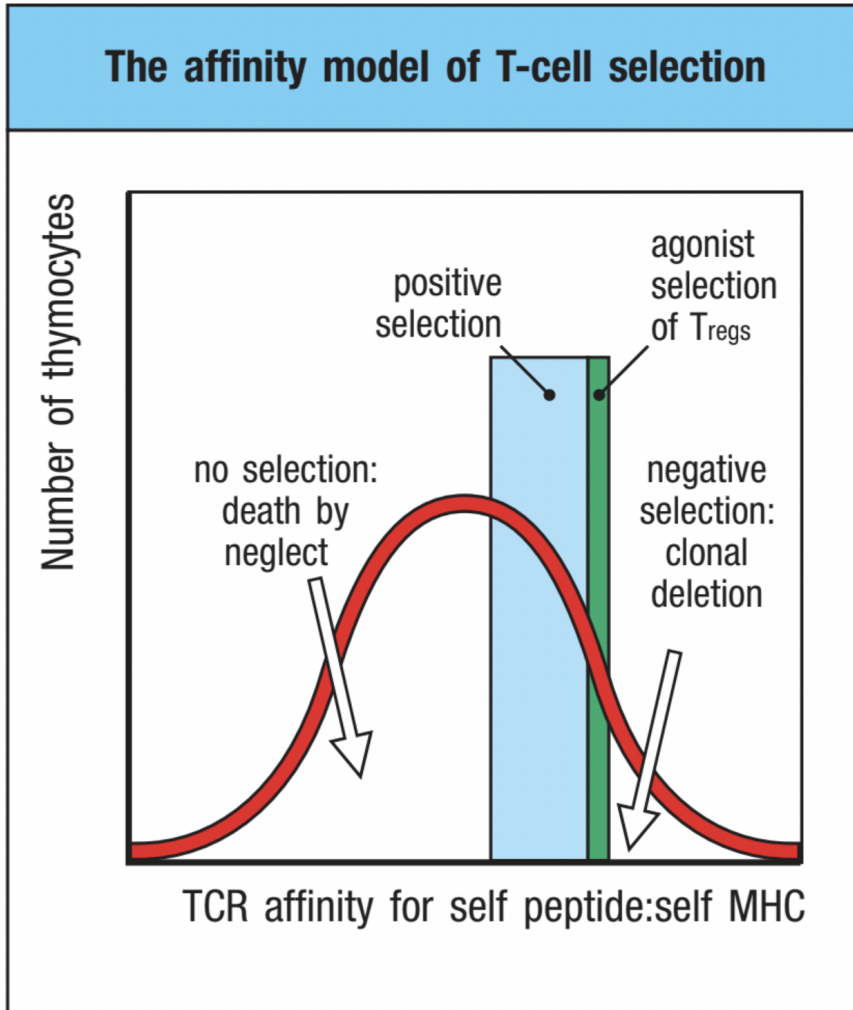 The affinity model of T-cell selection
Number of thymocytes
positive
selection
agonist
selection
of Tregs
no selection:
death by
neglect
negative
selection:
clonal
deletion
TCR affinity for self peptide:self MHC